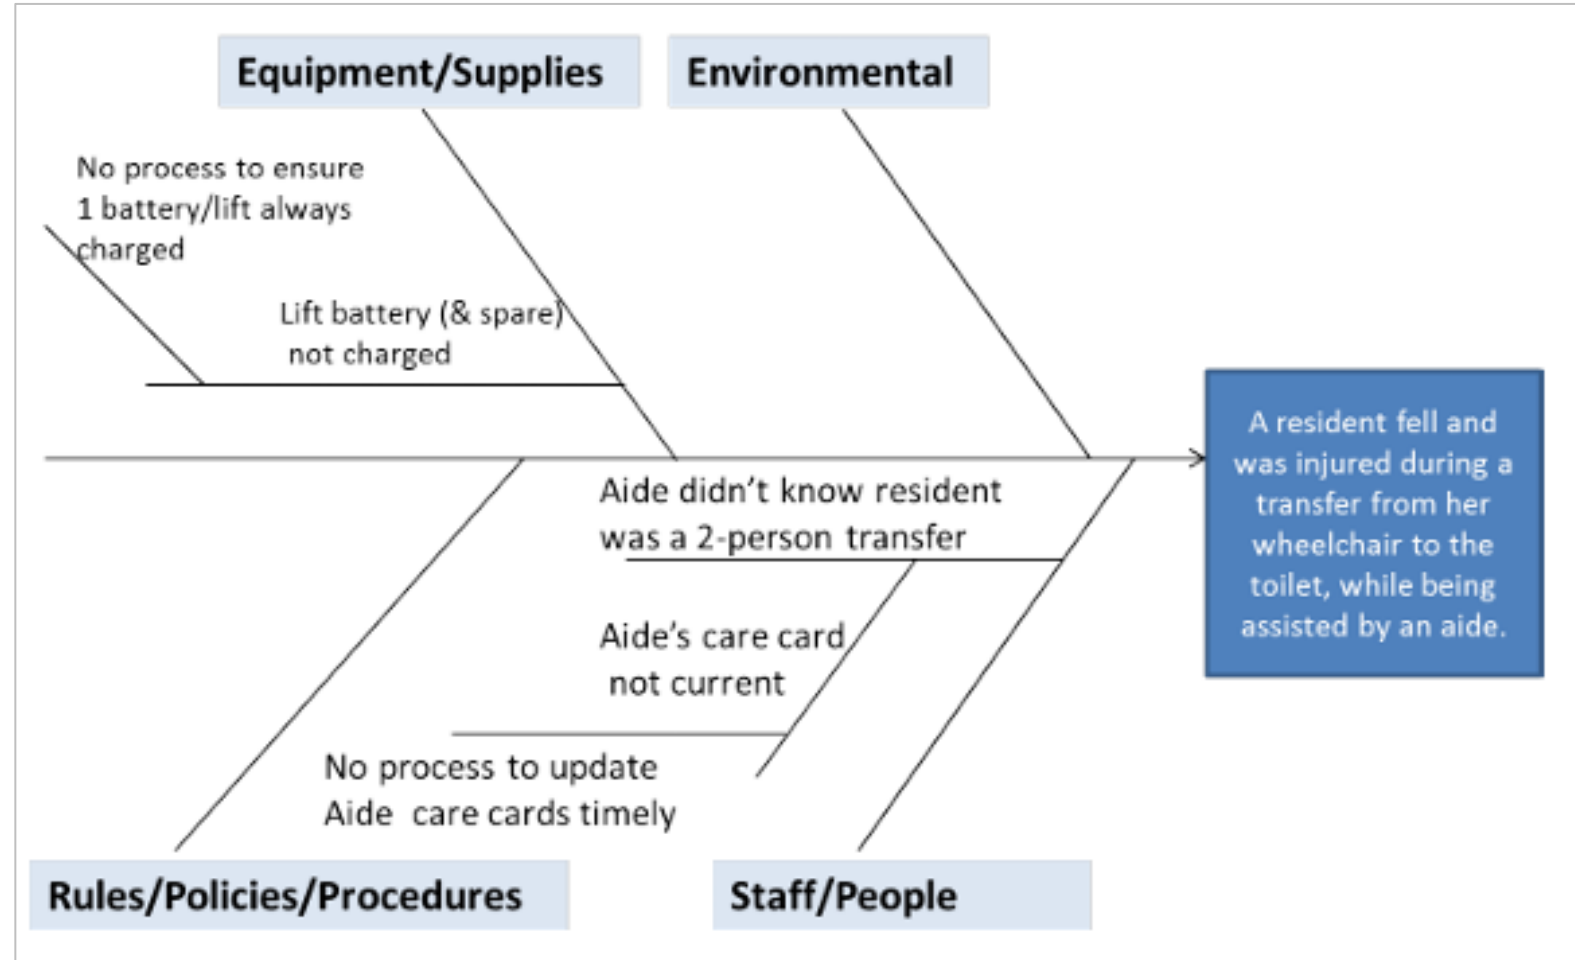 Equipment/Supplies
Environmental
No process to ensure
1 battery/lift always
charged
Lift battery (& spare)
not charged
A resident fell and
was injured during a
transfer from her
wheelchair to the
toilet, while being
assisted by an aide.
Aide didn't know resident
was a 2-person transfer
Aide's care card
not current
No process to update
Aide care cards timely
Rules/Policies/Procedures
Staff/People